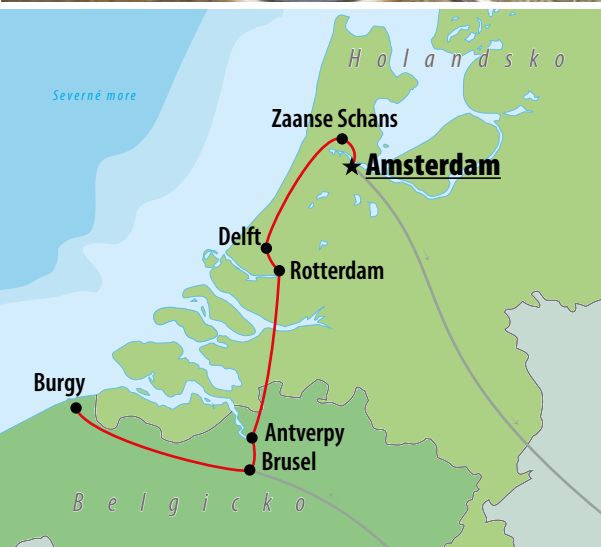 Holandsko
Severné more
Zaanse Schans
Amsterdam
Delft
Rotterdam
Burgy
Antverpy
Brusel
Belgicko